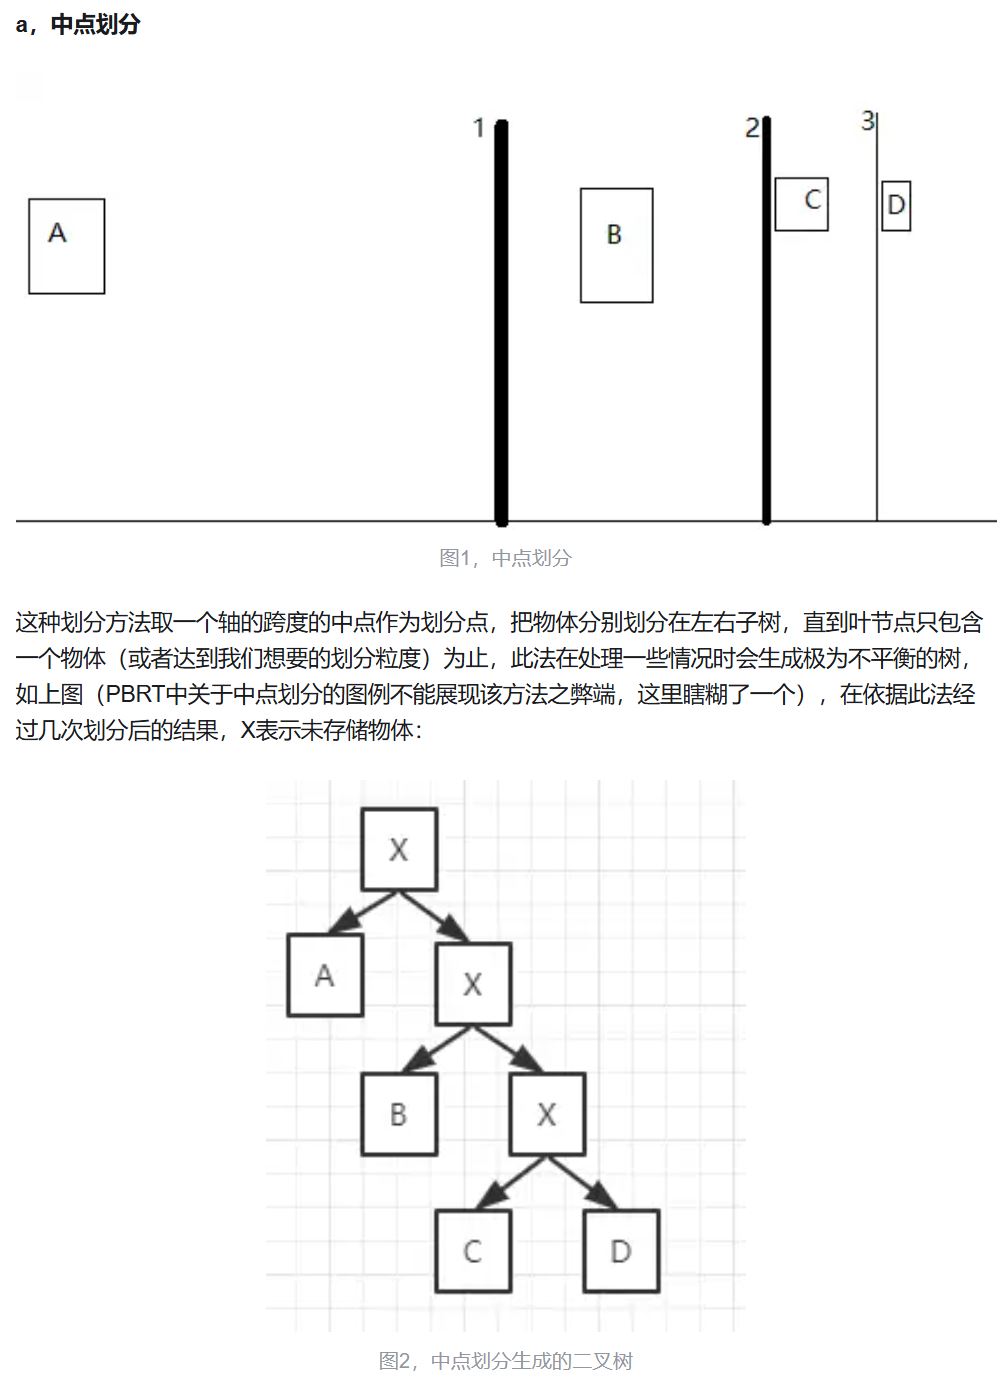 a，中点划分
1
2
3
A
B
C
D
图1，中点划分
这种划分方法取一个轴的跨度的中点作为划分点，把物体分别划分在左右子树，直到叶节点只包含
一个物体（或者达到我们想要的划分粒度）为止，此法在处理一些情况时会生成极为不平衡的树，
如上图（PBRT中关于中点划分的图例不能展现该方法之弊端，这里瞎糊了一个），在依据此法经
过几次划分后的结果，X表示未存储物体：
X
A
X
B
X
C
D
图2，中点划分生成的二叉树